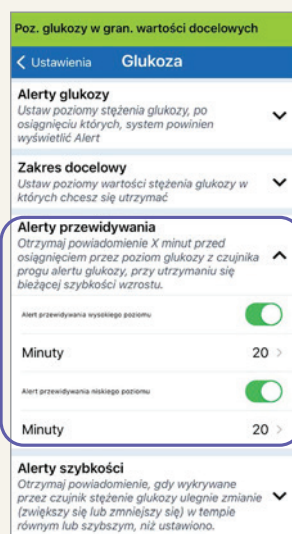 Poz. glukozy w gran. wartości docelowych
Ustawienia Glukoza
Alerty glukozy
Ustaw poziomy stężenia glukozy, po
osiągnięciu których, system powinien
wyświetlić Alert
Zakres docelowy
Ustaw poziomy wartości stężenia glukozy w
których chcesz się utrzymać
Alerty przewidywania
Otrzymaj powiadomienie X minut przed
osiągnięciem przez poziom glukozy z czujnika
progu alertu glukozy, przy utrzymaniu się
bieżącej szybkości wzrostu.
Alert przewidywania wysokiego poziomu
Minuty 20
Alert przewidywania niskiego poziomu
Minuty 20
Alerty szybkości
Otrzymaj powiadomienie, gdy wykrywane
przez czujnik stężenie glukozy ulegnie zmianie
(zwiększy się lub zmniejszy się) w tempie
równym lub szybszym, niż ustawiono.